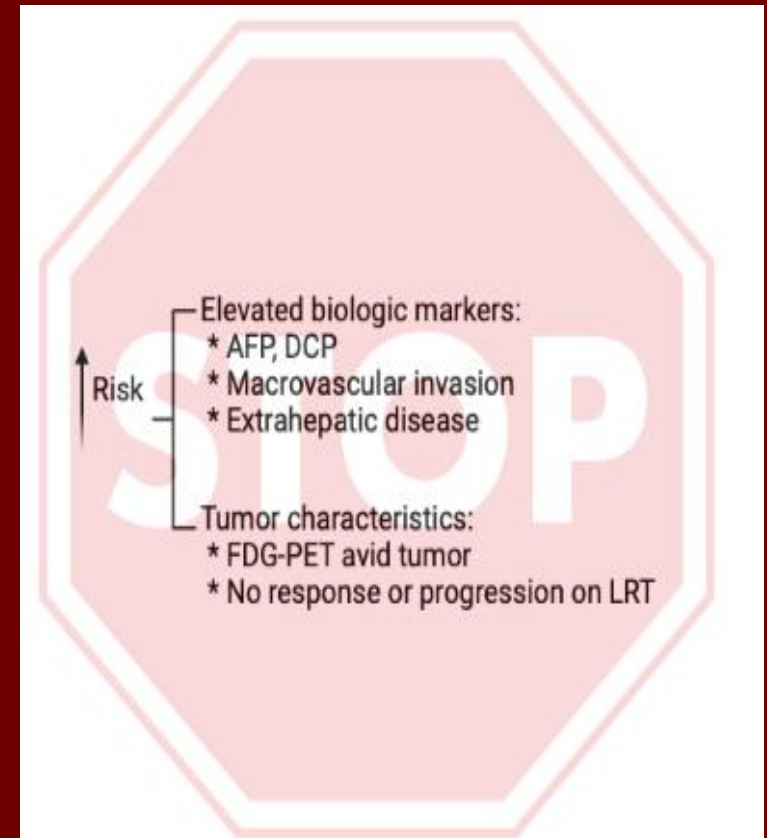 STOP
Risk
Elevated biologic markers:
* AFP, DCP
* Macrovascular invasion
* Extrahepatic disease
Tumor characteristics:
* FDG-PET avid tumor
* No response or progression on LRT